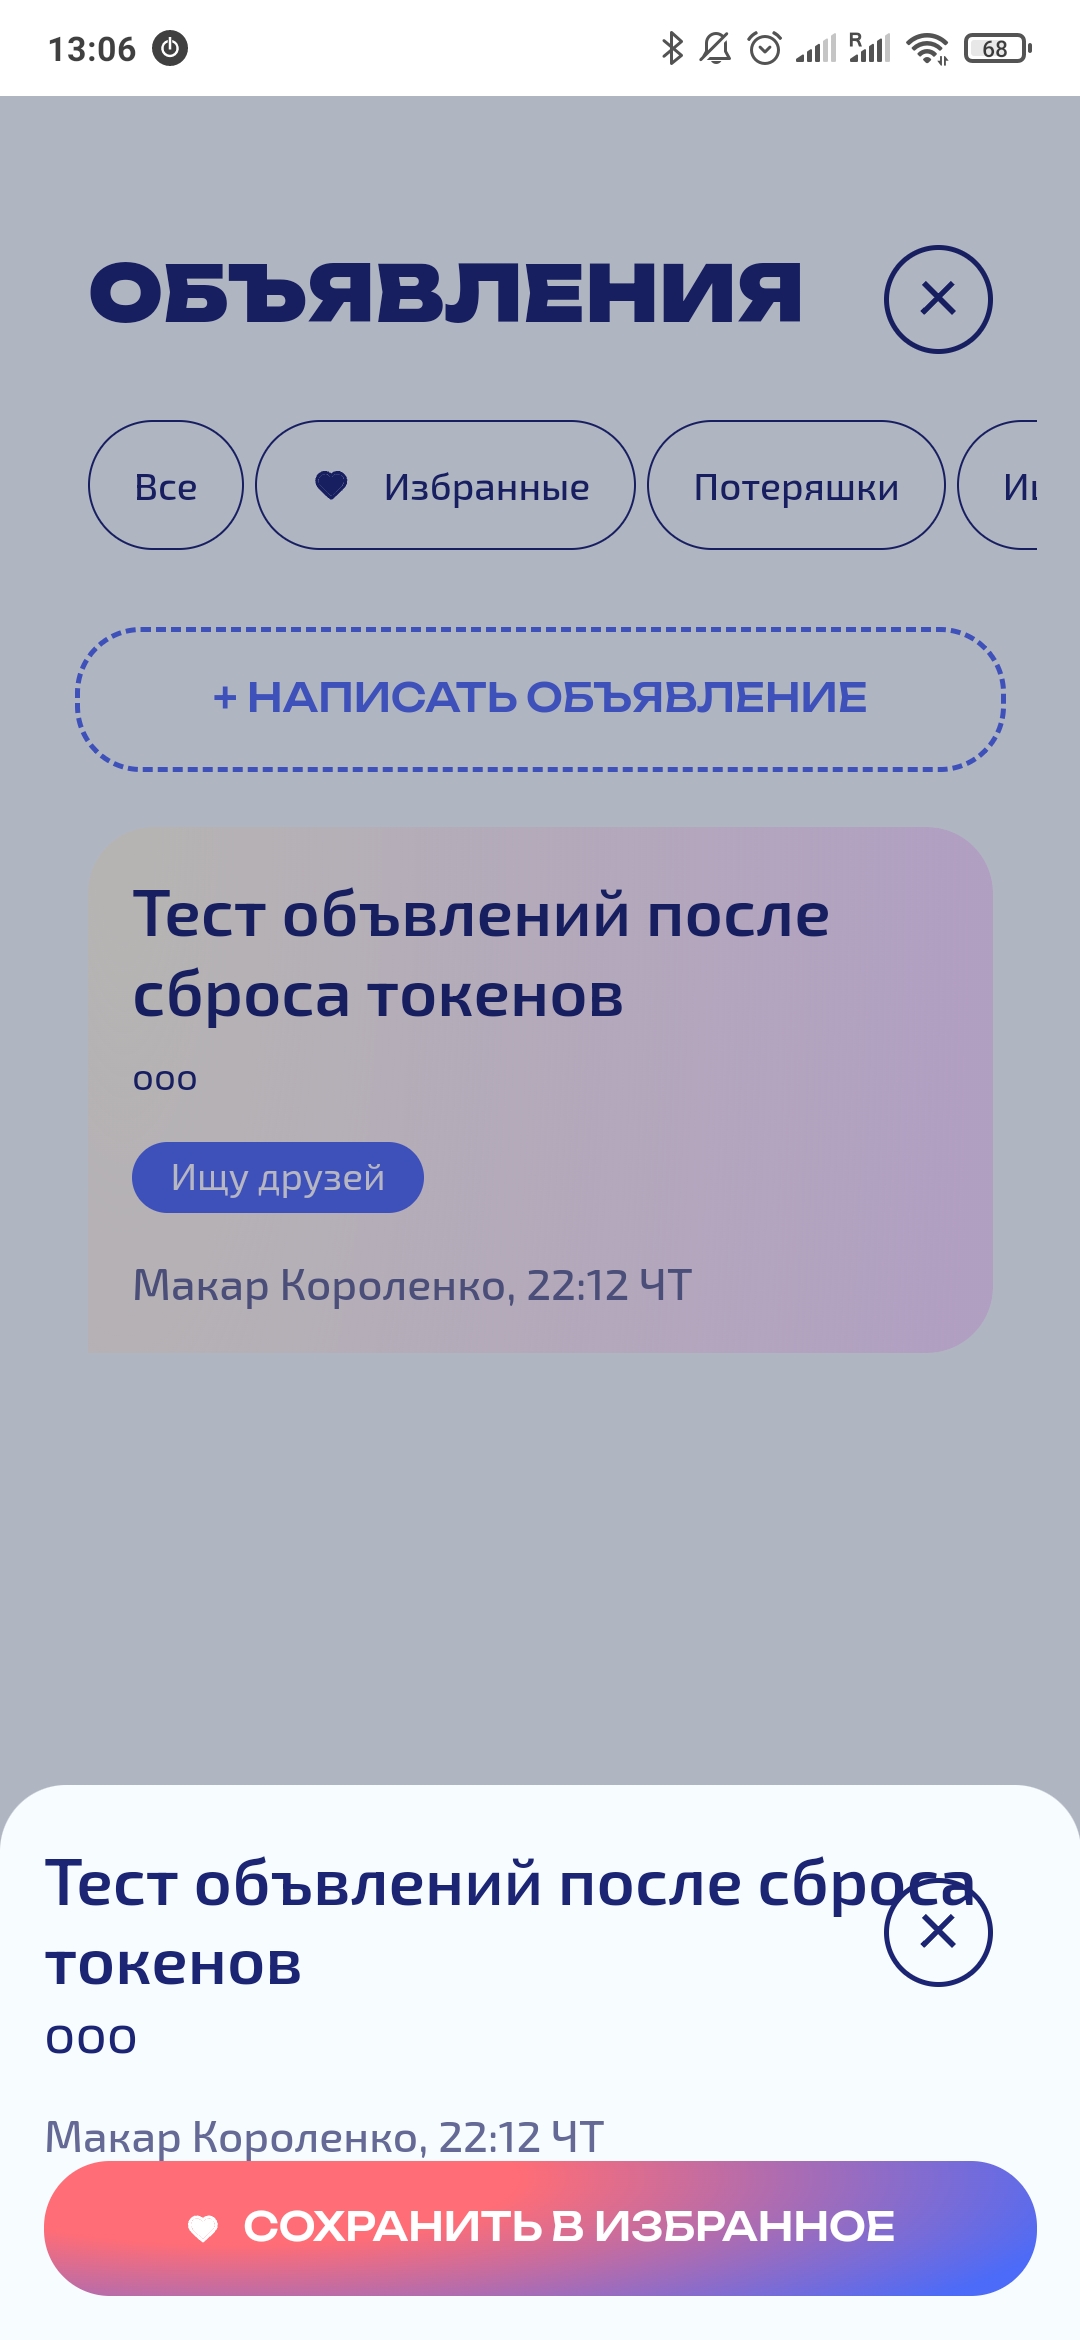 13:06
R
68
ОБЪЯВЛЕНИЯ
Все
Избранные
Потеряшки
+ НАПИСАТЬ ОБЪЯВЛЕНИЕ
Тест объвлений после
сброса токенов
ооо
Ищу друзей
Макар Короленко, 22:12 ЧТ
Тест объвлений после сброса
токенов
ооо
Макар Короленко, 22:12 ЧТ
СОХРАНИТЬ В ИЗБРАННОЕ